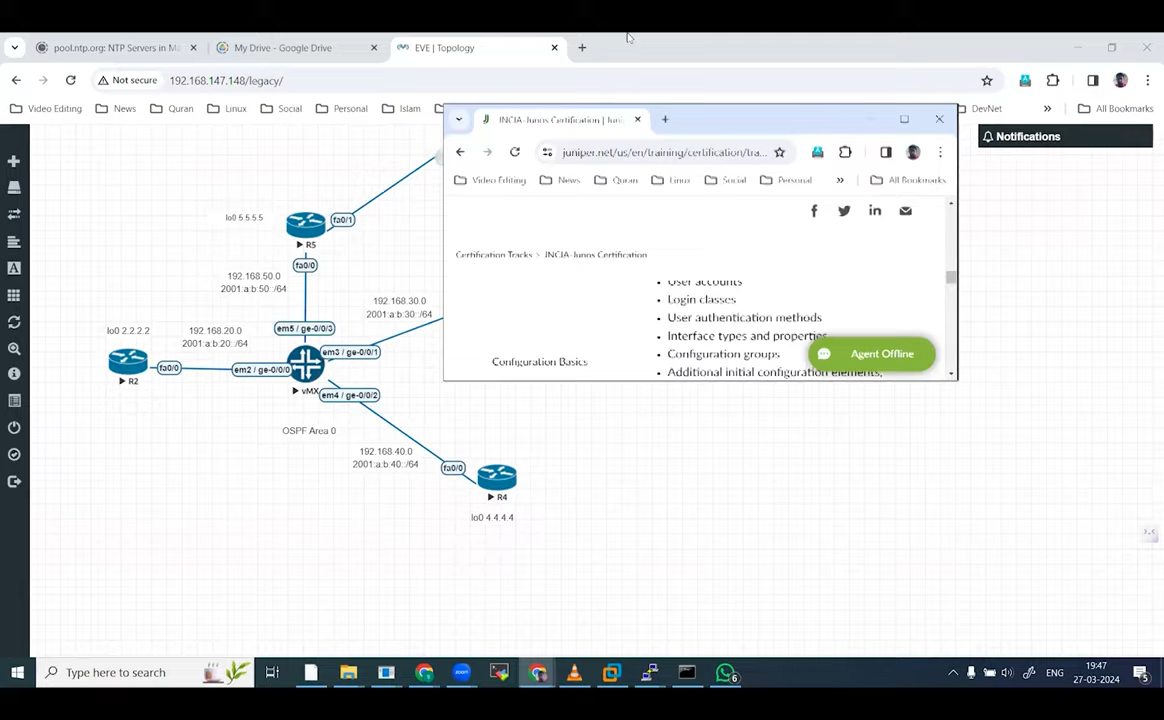 pool.ntp.org: NTP Servers in Ma
My Drive - Google Drive
EVE | Topology
Not secure
192.168.147.148/legacy/
Video Editing
News
Quran
Linux
Social
Personal
Islam
DevNet
All Bookmarks
Notifications
JNCIA-Junos Certification | Juni
juniper.net/us/en/training/certification/tra...
Video Editing
News
Quran
Linux
Social
Personal
All Bookmarks
Certification Tracks > JNCIA-Junos Certification
User accounts
Login classes
User authentication methods
Interface types and properties
Configuration groups
Additional initial configuration elements,
Configuration Basics
Agent Offline
lo0 5.5.5.5
fa0/1
R5
fa0/0
192.168.50.0
2001:a:b:50::/64
192.168.30.0
2001:a:b:30::/64
lo0 2.2.2.2
192.168.20.0
2001:a:b:20::/64
em5 / ge-0/0/3
em3 / ge-0/0/1
fa0/0
em2 / ge-0/0/0
R2
vMX
em4 / ge-0/0/2
OSPF Area 0
192.168.40.0
2001:a:b:40::/64
fa0/0
R4
lo0 4.4.4.4
Type here to search
6
ENG
19:47
27-03-2024
5